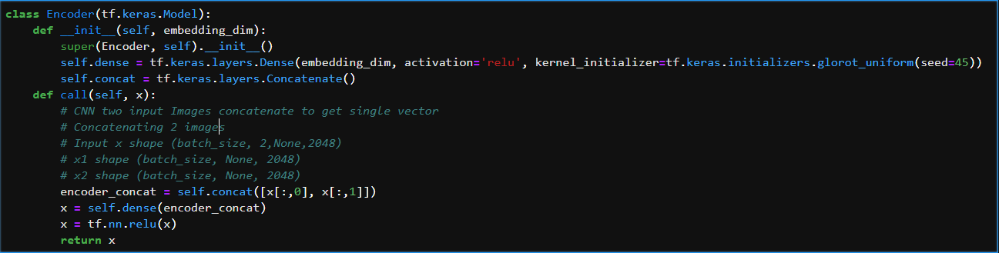 class Encoder(tf.keras.Model):
    def __init__(self, embedding_dim):
        super(Encoder, self).__init__()
        self.dense = tf.keras.layers.Dense(embedding_dim, activation='relu', kernel_initializer=tf.keras.initializers.glorot_uniform(seed=45))
        self.concat = tf.keras.layers.Concatenate()
    def call(self, x):
        # CNN two input Images concatenate to get single vector
        # Concatenating 2 images
        # Input x shape (batch_size, 2,None,2048)
        # x1 shape (batch_size, None, 2048)
        # x2 shape (batch_size, None, 2048)
        encoder_concat = self.concat([x[:,0], x[:,1]])
        x = self.dense(encoder_concat)
        x = tf.nn.relu(x)
        return x